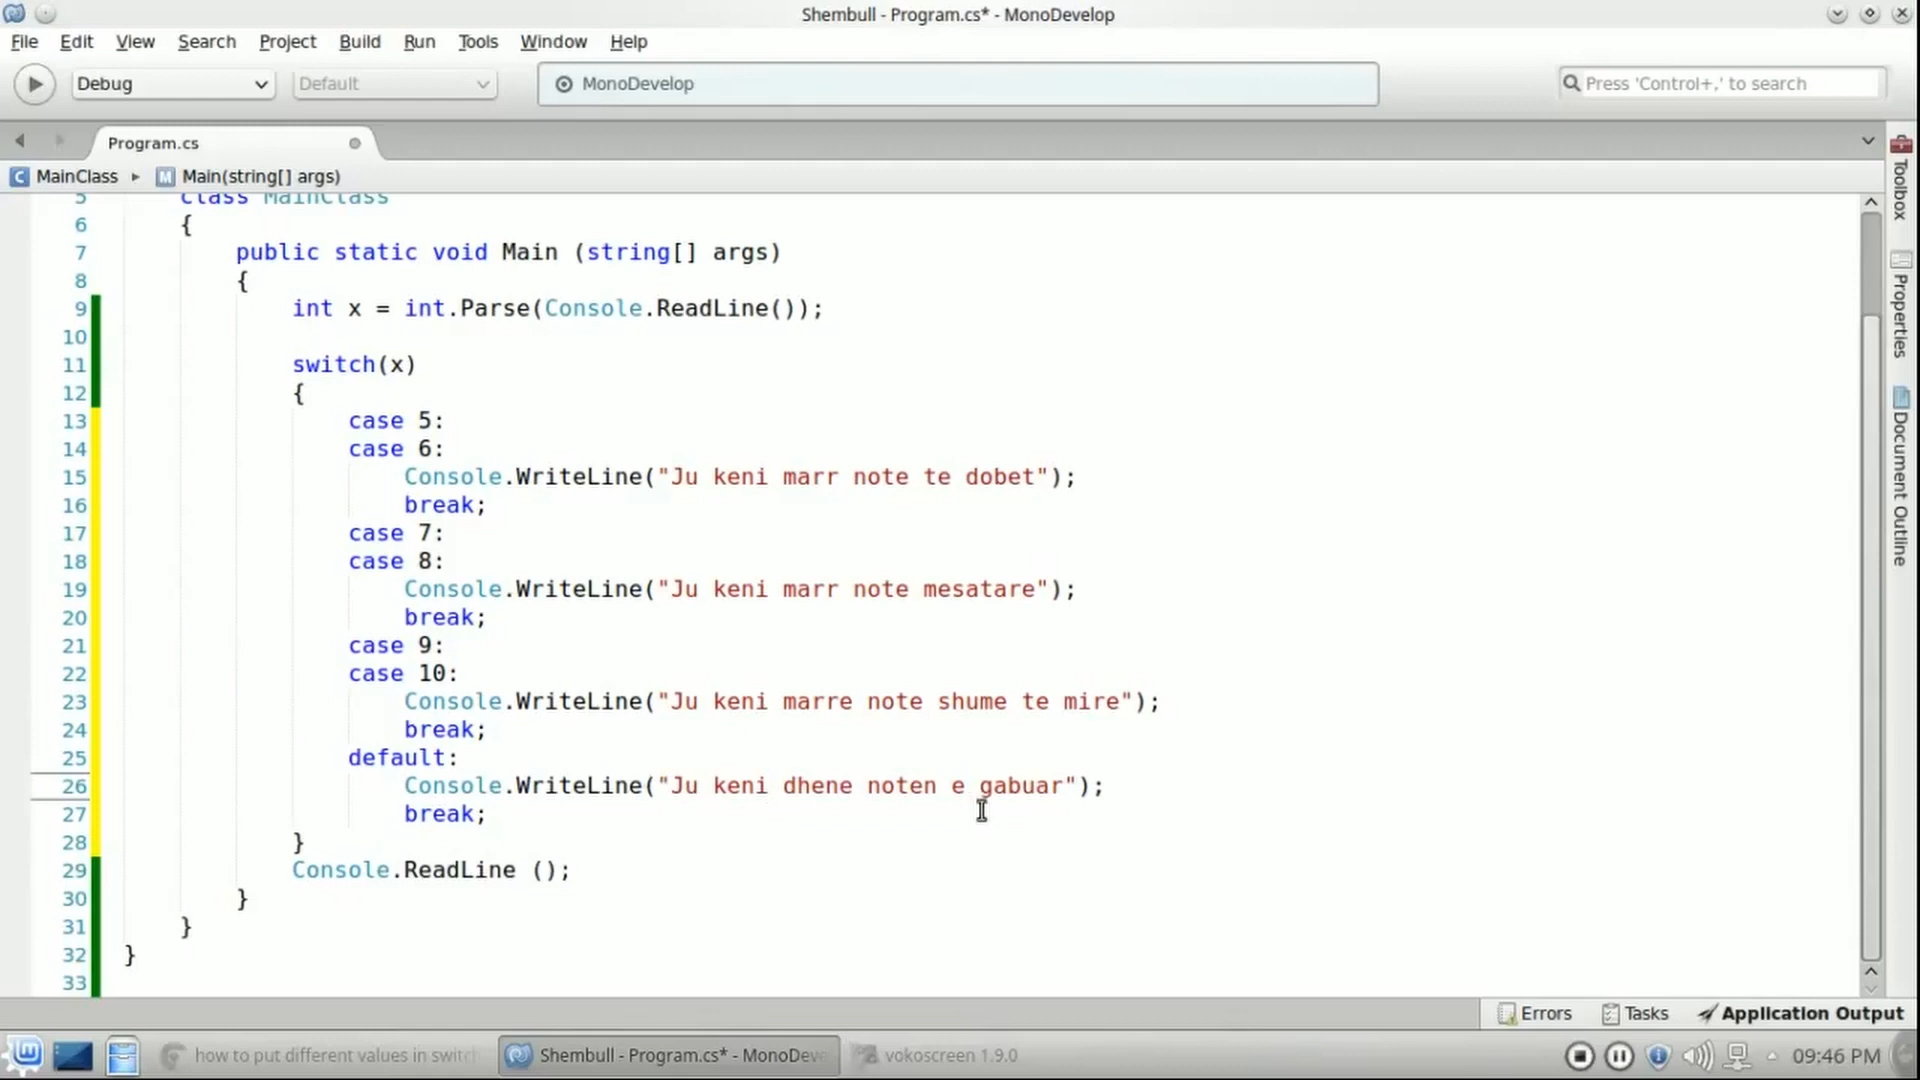 Shembull - Program.cs* - MonoDevelop
File Edit View Search Project Build Run Tools Window Help
Debug Default MonoDevelop Press 'Control+,' to search
Program.cs
MainClass Main(string[] args)
5 class MainClass
6 {
7 public static void Main (string[] args)
8 {
9 int x = int.Parse(Console.ReadLine());
10
11 switch(x)
12 {
13 case 5:
14 case 6:
15 Console.WriteLine("Ju keni marr note te dobet");
16 break;
17 case 7:
18 case 8:
19 Console.WriteLine("Ju keni marr note mesatare");
20 break;
21 case 9:
22 case 10:
23 Console.WriteLine("Ju keni marre note shume te mire");
24 break;
25 default:
26 Console.WriteLine("Ju keni dhene noten e gabuar");
27 break;
28 }
29 Console.ReadLine ();
30 }
31 }
32 }
33
Toolbox
Properties
Document Outline
Errors Tasks Application Output
how to put different values in switc Shembull - Program.cs* - MonoDeve vokoscreen 1.9.0 09:46 PM